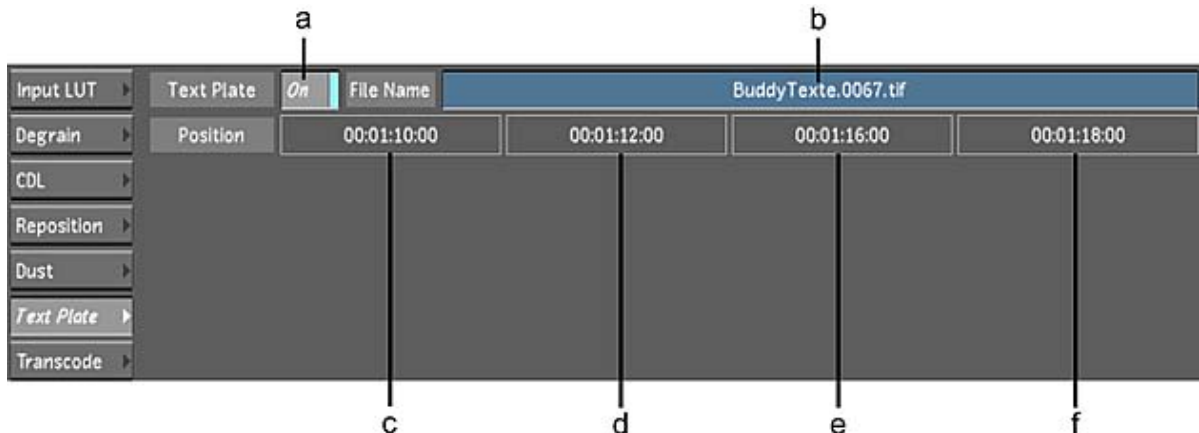 a b
Input LUT Text Plate On File Name BuddyTexte.0067.tif
Degrain Position 00:01:10:00 00:01:12:00 00:01:16:00 00:01:18:00
CDL
Reposition
Dust
Text Plate
Transcode
c d e f